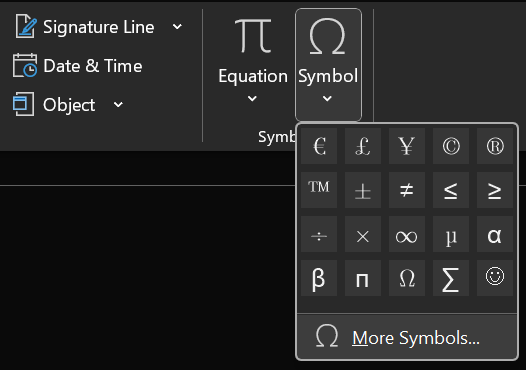 Signature Line
Date & Time
Object
Equation
Symbol
Symb
€ £ ¥ © ®
™ ± ≠ ≤ ≥
÷ × ∞ µ α
β п Ω ∑ ☺
More Symbols...